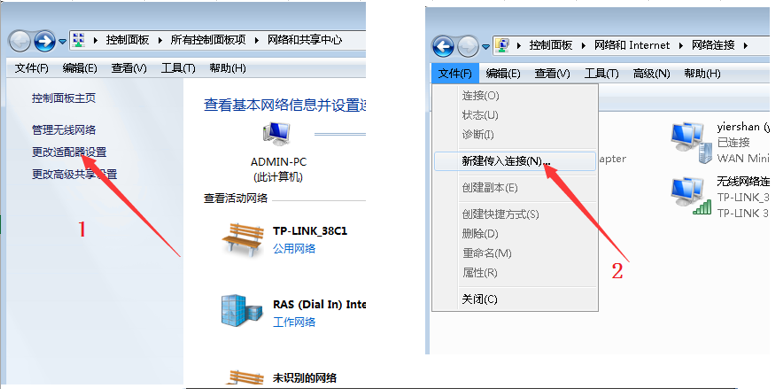 控制面板 ▸ 所有控制面板项 ▸ 网络和共享中心
文件(F) 编辑(E) 查看(V) 工具(T) 帮助(H)
控制面板主页
管理无线网络
更改适配器设置
更改高级共享设置
1
查看基本网络信息并设置连
ADMIN-PC
(此计算机)
查看活动网络
TP-LINK_38C1
公用网络
RAS (Dial In) Inte
工作网络
未识别的网络
控制面板 ▸ 网络和 Internet ▸ 网络连接 ▸
文件(F) 编辑(E) 查看(V) 工具(T) 高级(N) 帮助(H)
连接(O)
状态(U)
诊断(I)
新建传入连接(N)...
创建副本(E)
创建快捷方式(S)
删除(D)
重命名(M)
属性(R)
关闭(C)
2
apter
yiershan (y
已连接
WAN Mini
无线网络连
TP-LINK_3
TP-LINK 3